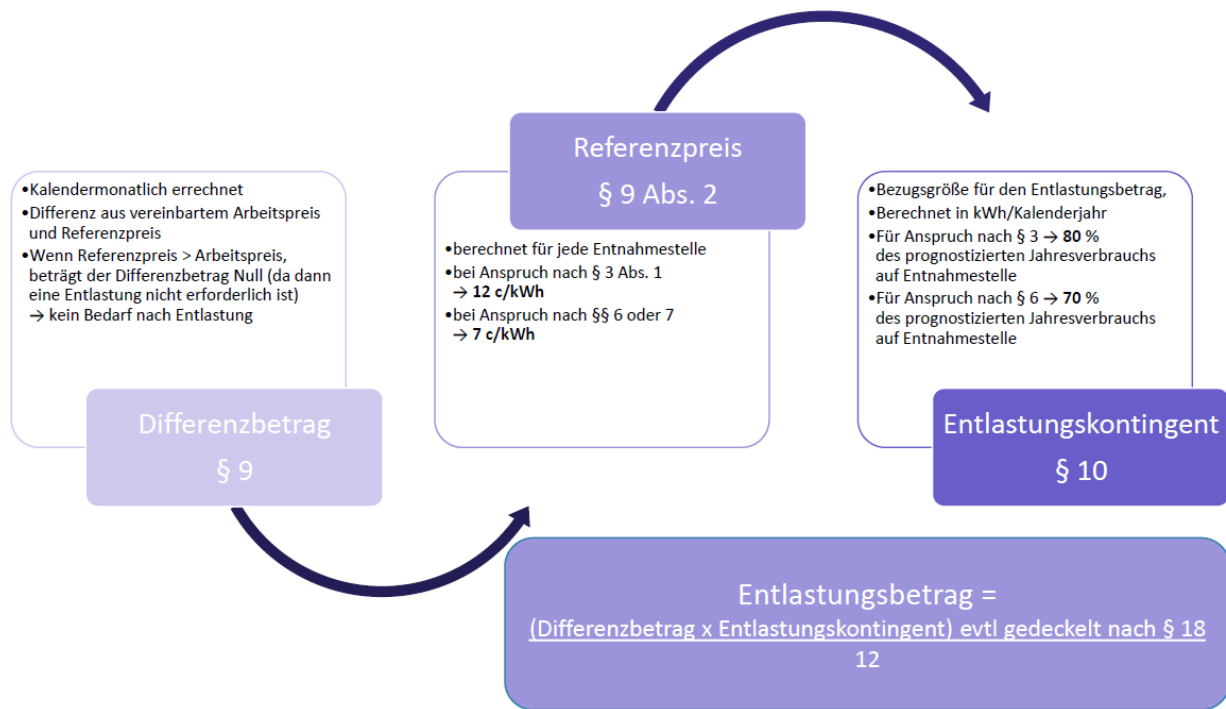 •Kalendermonatlich errechnet
•Differenz aus vereinbartem Arbeitspreis
und Referenzpreis
•Wenn Referenzpreis > Arbeitspreis,
beträgt der Differenzbetrag Null (da dann
eine Entlastung nicht erforderlich ist)
→ kein Bedarf nach Entlastung
Differenzbetrag
§ 9
Referenzpreis
§ 9 Abs. 2
•berechnet für jede Entnahmestelle
•bei Anspruch nach § 3 Abs. 1
→ 12 c/kWh
•bei Anspruch nach §§ 6 oder 7
→ 7 c/kWh
•Bezugsgröße für den Entlastungsbetrag,
•Berechnet in kWh/Kalenderjahr
•Für Anspruch nach § 3 → 80 %
des prognostizierten Jahresverbrauchs
auf Entnahmestelle
•Für Anspruch nach § 6 → 70 %
des prognostizierten Jahresverbrauchs
auf Entnahmestelle
Entlastungskontingent
§ 10
Entlastungsbetrag =
(Differenzbetrag x Entlastungskontingent) evtl gedeckelt nach § 18
12